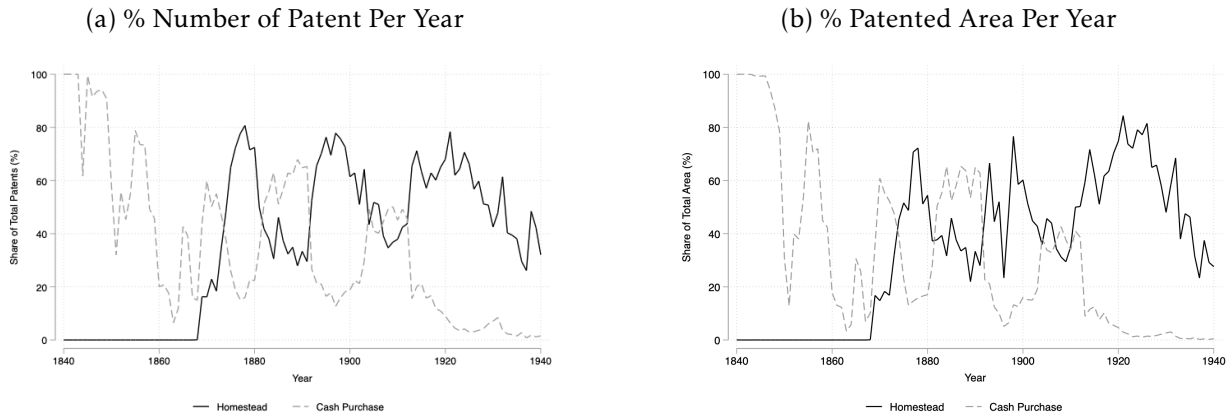 (a) % Number of Patent Per Year
Share of Total Patents (%)
100
80
60
40
20
0
1840 1860 1880 1900 1920 1940
Year
Homestead Cash Purchase
(b) % Patented Area Per Year
Share of Total Area (%)
100
80
60
40
20
0
1840 1860 1880 1900 1920 1940
Year
Homestead Cash Purchase